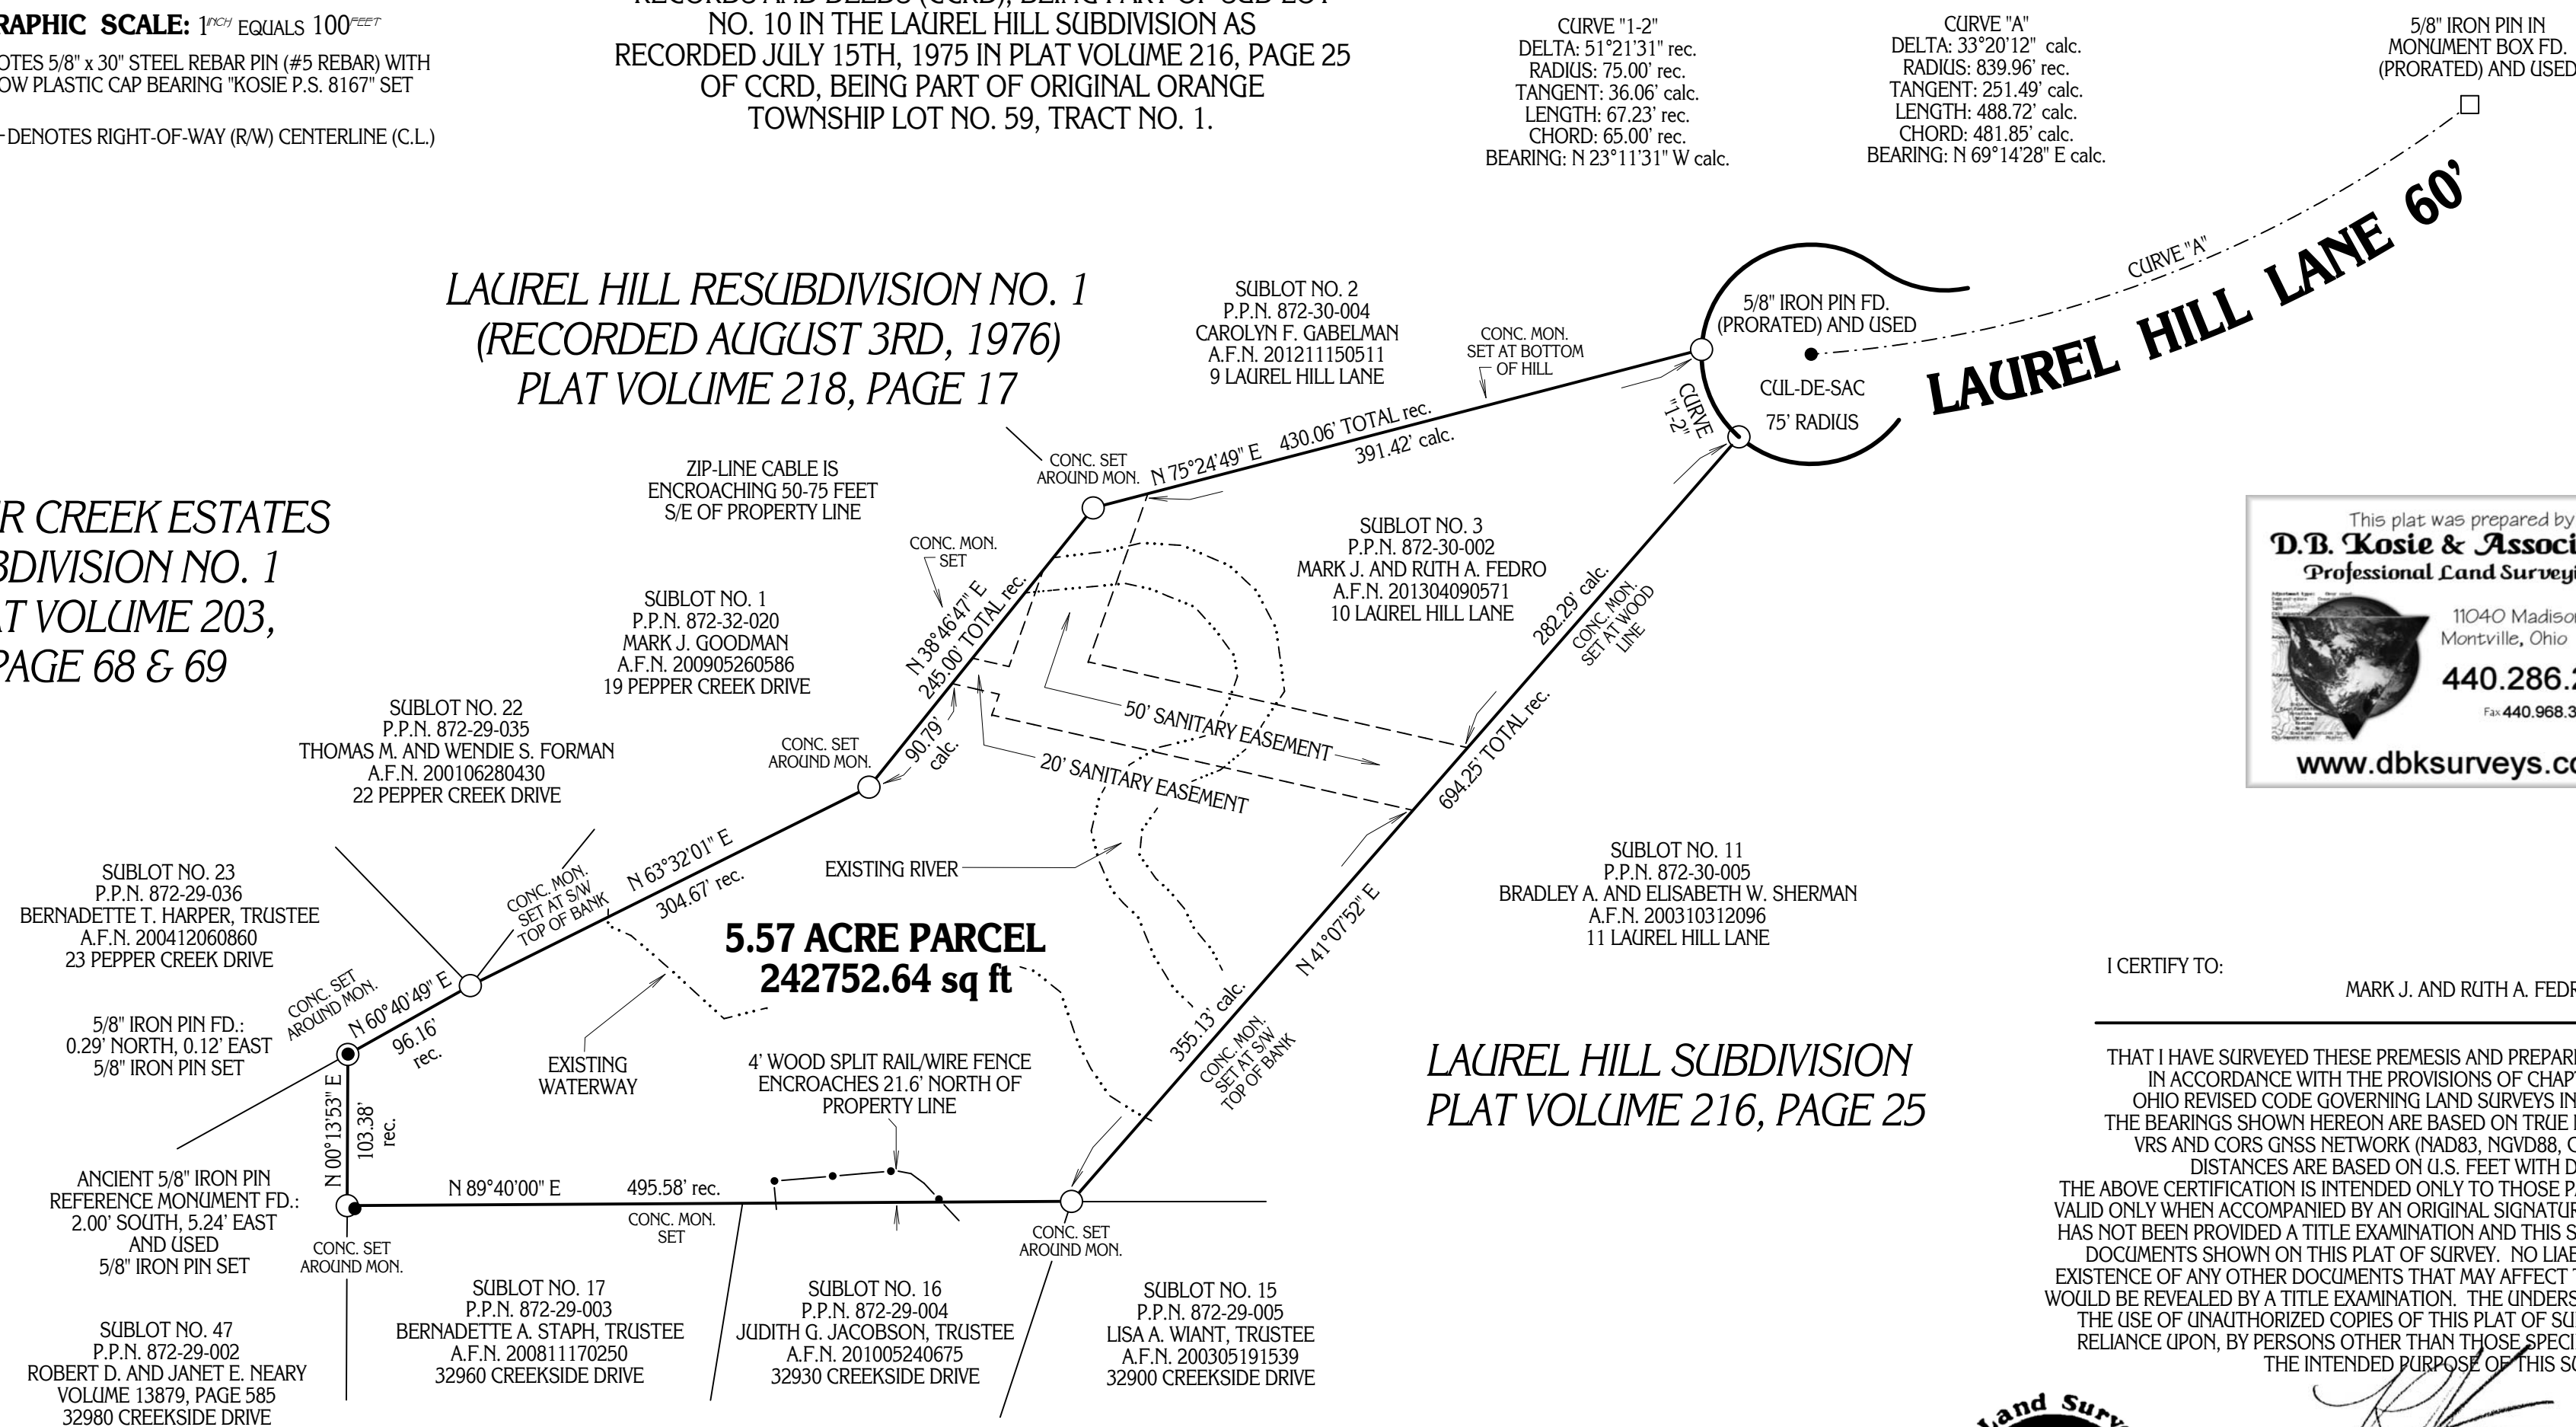 RAPHIC SCALE: 1INCH EQUALS 100FEET
OTES 5/8" x 30" STEEL REBAR PIN (#5 REBAR) WITH
OW PLASTIC CAP BEARING "KOSIE P.S. 8167" SET
DENOTES RIGHT-OF-WAY (R/W) CENTERLINE (C.L.)
RECORDS AND DEEDS (CCRD), BEING PART OF SUB LOT
NO. 10 IN THE LAUREL HILL SUBDIVISION AS
RECORDED JULY 15TH, 1975 IN PLAT VOLUME 216, PAGE 25
OF CCRD, BEING PART OF ORIGINAL ORANGE
TOWNSHIP LOT NO. 59, TRACT NO. 1.
CURVE "1-2"
DELTA: 51°21'31" rec.
RADIUS: 75.00' rec.
TANGENT: 36.06' calc.
LENGTH: 67.23' rec.
CHORD: 65.00' rec.
BEARING: N 23°11'31" W calc.
CURVE "A"
DELTA: 33°20'12" calc.
RADIUS: 839.96' rec.
TANGENT: 251.49' calc.
LENGTH: 488.72' calc.
CHORD: 481.85' calc.
BEARING: N 69°14'28" E calc.
5/8" IRON PIN IN
MONUMENT BOX FD.
(PRORATED) AND USED
CURVE "A"
LAUREL HILL LANE 60'
5/8" IRON PIN FD.
(PRORATED) AND USED
CUL-DE-SAC
75' RADIUS
CURVE
"1-2"
LAUREL HILL RESUBDIVISION NO. 1
(RECORDED AUGUST 3RD, 1976)
PLAT VOLUME 218, PAGE 17
SUBLOT NO. 2
P.P.N. 872-30-004
CAROLYN F. GABELMAN
A.F.N. 201211150511
9 LAUREL HILL LANE
CONC. MON.
SET AT BOTTOM
OF HILL
N 75°24'49" E 430.06' TOTAL rec.
391.42' calc.
CONC. SET
AROUND MON.
ZIP-LINE CABLE IS
ENCROACHING 50-75 FEET
S/E OF PROPERTY LINE
R CREEK ESTATES
BDIVISION NO. 1
AT VOLUME 203,
PAGE 68 & 69
CONC. MON.
SET
N 38°46'47" E
245.00' TOTAL rec.
90.79'
calc.
SUBLOT NO. 3
P.P.N. 872-30-002
MARK J. AND RUTH A. FEDRO
A.F.N. 201304090571
10 LAUREL HILL LANE
282.29' calc.
CONC. MON.
SET AT WOOD
LINE
SUBLOT NO. 1
P.P.N. 872-32-020
MARK J. GOODMAN
A.F.N. 200905260586
19 PEPPER CREEK DRIVE
SUBLOT NO. 22
P.P.N. 872-29-035
THOMAS M. AND WENDIE S. FORMAN
A.F.N. 200106280430
22 PEPPER CREEK DRIVE
CONC. SET
AROUND MON.
50' SANITARY EASEMENT
20' SANITARY EASEMENT
694.25' TOTAL rec.
This plat was prepared by
D.B. Kosie & Associ
Professional Land Surveyi
11040 Madiso
Montville, Ohio
440.286.2
Fax 440.968.3
www.dbksurveys.co
SUBLOT NO. 23
P.P.N. 872-29-036
BERNADETTE T. HARPER, TRUSTEE
A.F.N. 200412060860
23 PEPPER CREEK DRIVE
CONC. MON.
SET AT S/W
TOP OF BANK
N 63°32'01" E
304.67' rec.
EXISTING RIVER
5.57 ACRE PARCEL
242752.64 sq ft
N 41°07'52" E
SUBLOT NO. 11
P.P.N. 872-30-005
BRADLEY A. AND ELISABETH W. SHERMAN
A.F.N. 200310312096
11 LAUREL HILL LANE
CONC. SET
AROUND MON.
N 60°40'49" E
96.16'
rec.
5/8" IRON PIN FD.:
0.29' NORTH, 0.12' EAST
5/8" IRON PIN SET
EXISTING
WATERWAY
4' WOOD SPLIT RAIL/WIRE FENCE
ENCROACHES 21.6' NORTH OF
PROPERTY LINE
355.13' calc.
CONC. MON.
SET AT S/W
TOP OF BANK
LAUREL HILL SUBDIVISION
PLAT VOLUME 216, PAGE 25
N 00°13'53" E
103.38'
rec.
ANCIENT 5/8" IRON PIN
REFERENCE MONUMENT FD.:
2.00' SOUTH, 5.24' EAST
AND USED
5/8" IRON PIN SET
N 89°40'00" E 495.58' rec.
CONC. MON.
SET
CONC. SET
AROUND MON.
CONC. SET
AROUND MON.
SUBLOT NO. 47
P.P.N. 872-29-002
ROBERT D. AND JANET E. NEARY
VOLUME 13879, PAGE 585
32980 CREEKSIDE DRIVE
SUBLOT NO. 17
P.P.N. 872-29-003
BERNADETTE A. STAPH, TRUSTEE
A.F.N. 200811170250
32960 CREEKSIDE DRIVE
SUBLOT NO. 16
P.P.N. 872-29-004
JUDITH G. JACOBSON, TRUSTEE
A.F.N. 201005240675
32930 CREEKSIDE DRIVE
SUBLOT NO. 15
P.P.N. 872-29-005
LISA A. WIANT, TRUSTEE
A.F.N. 200305191539
32900 CREEKSIDE DRIVE
I CERTIFY TO:
MARK J. AND RUTH A. FEDR
THAT I HAVE SURVEYED THESE PREMESIS AND PREPARE
IN ACCORDANCE WITH THE PROVISIONS OF CHAPT
OHIO REVISED CODE GOVERNING LAND SURVEYS IN
THE BEARINGS SHOWN HEREON ARE BASED ON TRUE
VRS AND CORS GNSS NETWORK (NAD83, NGVD88,
DISTANCES ARE BASED ON U.S. FEET WITH D
THE ABOVE CERTIFICATION IS INTENDED ONLY TO THOSE PA
VALID ONLY WHEN ACCOMPANIED BY AN ORIGINAL SIGNATUR
HAS NOT BEEN PROVIDED A TITLE EXAMINATION AND THIS S
DOCUMENTS SHOWN ON THIS PLAT OF SURVEY. NO LIAB
EXISTENCE OF ANY OTHER DOCUMENTS THAT MAY AFFECT
WOULD BE REVEALED BY A TITLE EXAMINATION. THE UNDERS
THE USE OF UNAUTHORIZED COPIES OF THIS PLAT OF SU
RELIANCE UPON, BY PERSONS OTHER THAN THOSE SPECI
THE INTENDED PURPOSE OF THIS SU
Land Surv